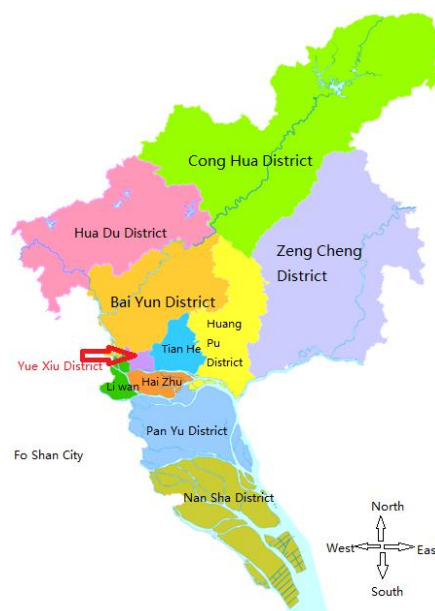 Cong Hua District
Hua Du District
Zeng Cheng
District
Bai Yun District
Huang
Pu
District
Tian He
Yue Xiu District
Li wan
Hai Zhu
Pan Yu District
Fo Shan City
Nan Sha District
North
West
East
South